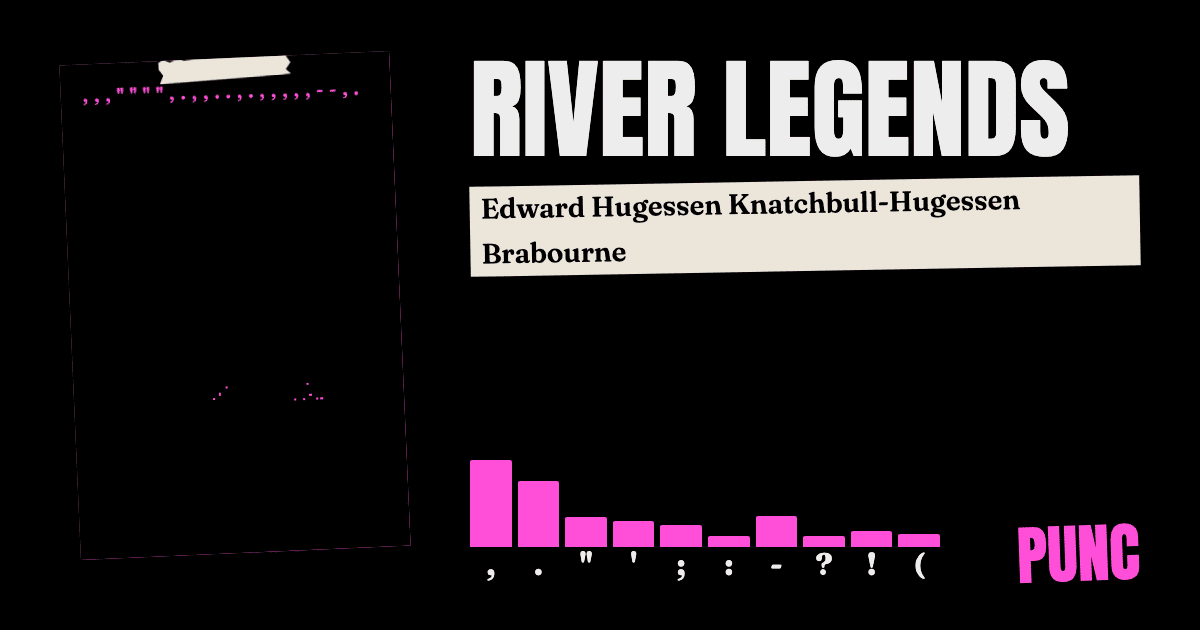 ,,,"""",.,,..,.,,,,,--,.
RIVER LEGENDS
Edward Hugessen Knatchbull-Hugessen
Brabourne
, . " ' ; : - ? ! (
PUNC